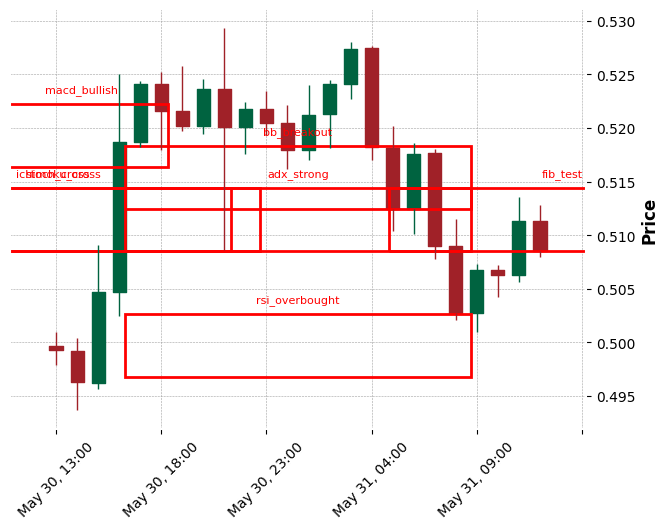 0.530
0.525
macd_bullish
0.520
bb_breakout
0.515
adx_strong
fib_test
0.510
Price
0.505
rsi_overbought
0.500
0.495
May 30, 13:00
May 30, 18:00
May 30, 23:00
May 31, 04:00
May 31, 09:00